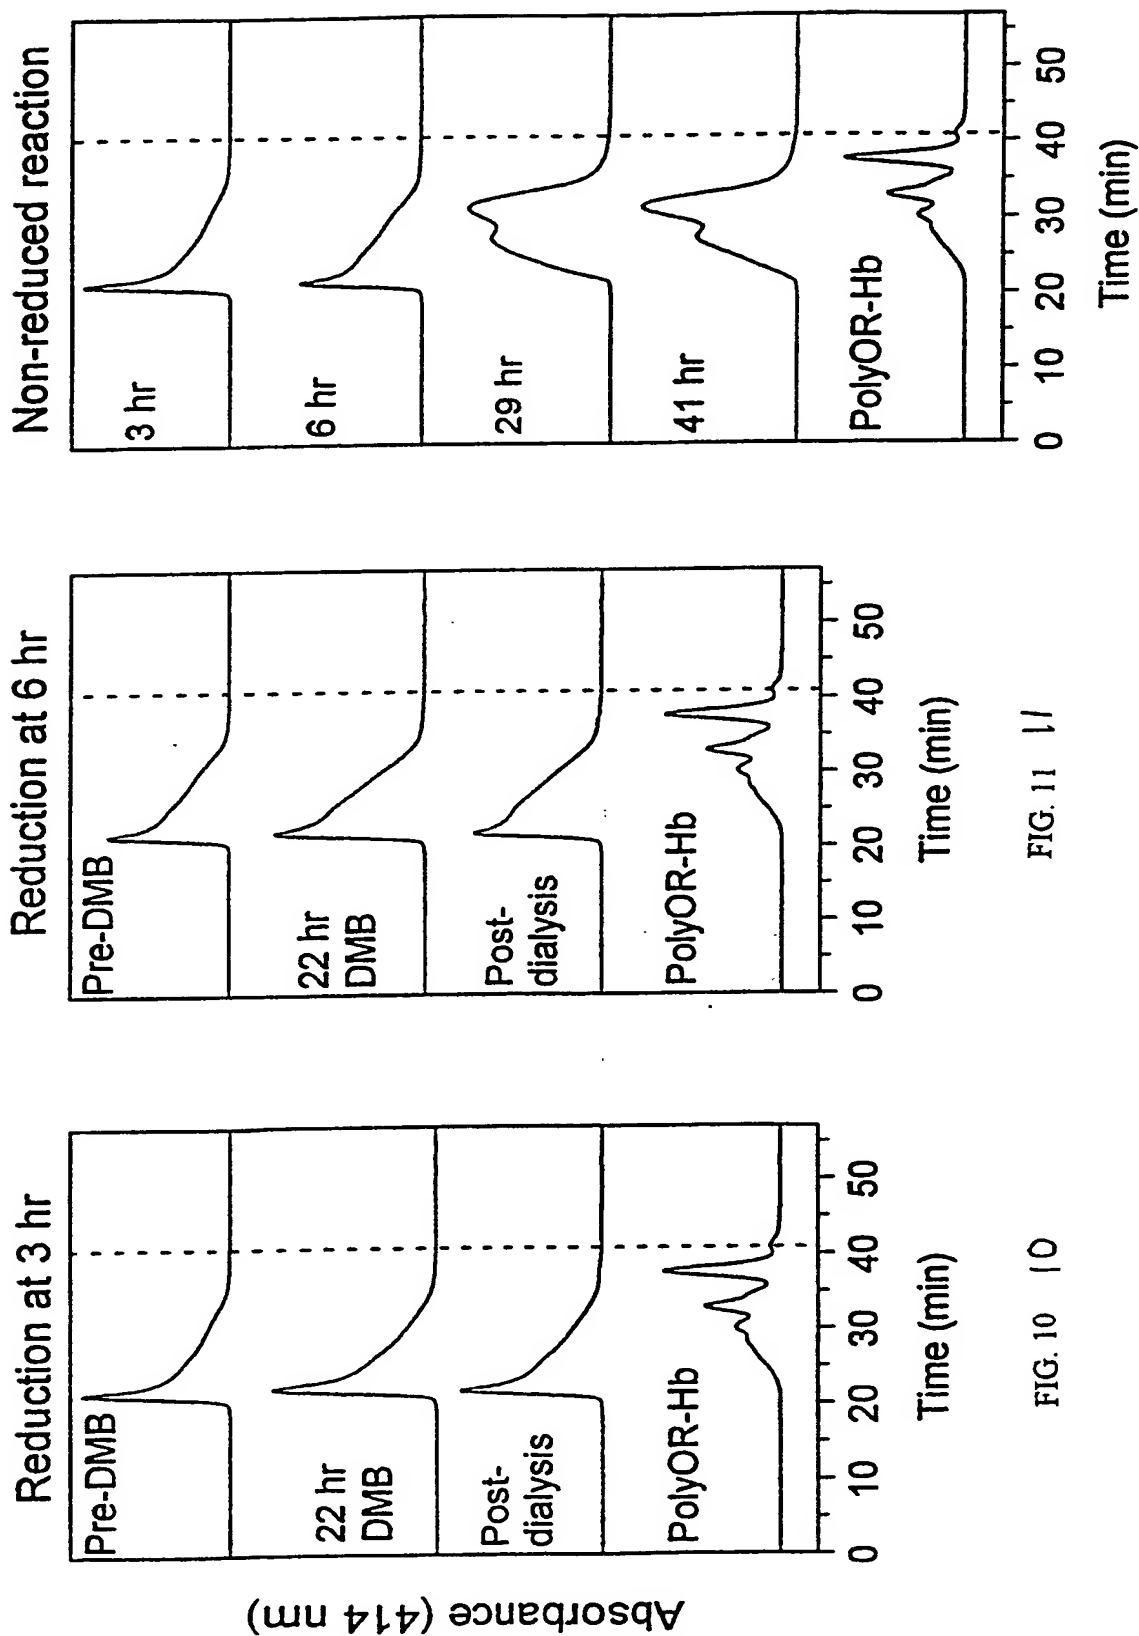 Absorbance (414 nm)
Reduction at 3 hr
Pre-DMB
22 hr
DMB
Post-
dialysis
PolyOR-Hb
0 10 20 30 40 50
Time (min)
FIG. 10 10
Reduction at 6 hr
Pre-DMB
22 hr
DMB
Post-
dialysis
PolyOR-Hb
0 10 20 30 40 50
Time (min)
FIG. 11 11
Non-reduced reaction
3 hr
6 hr
29 hr
41 hr
PolyOR-Hb
0 10 20 30 40 50
Time (min)